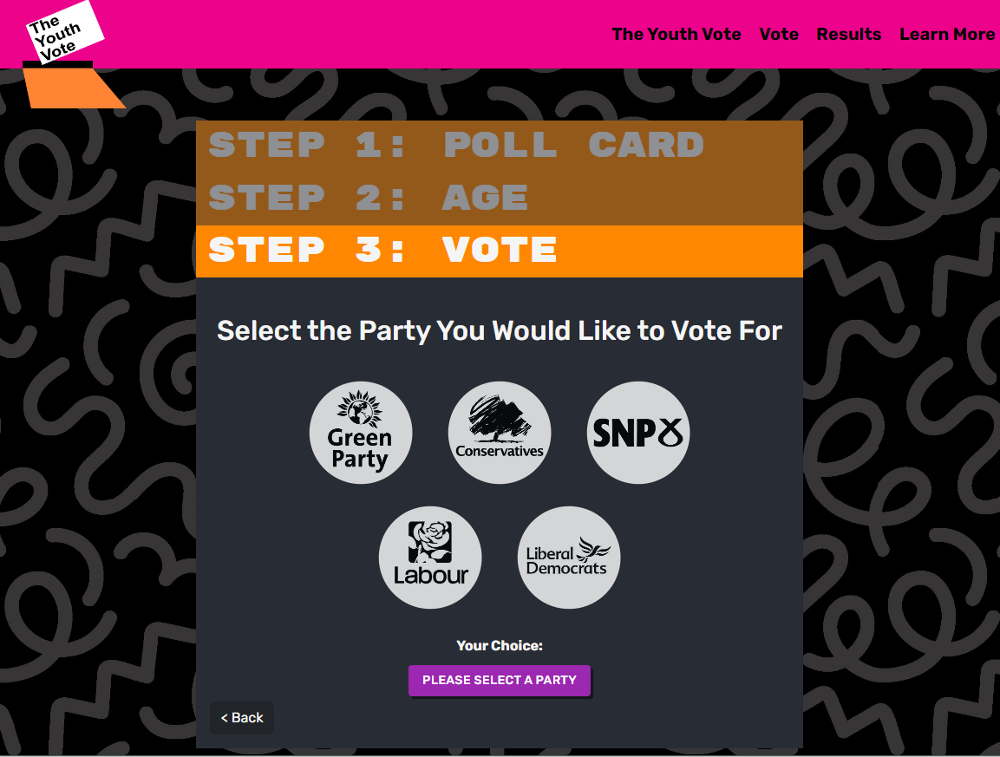 The
Youth
Vote
The Youth Vote Vote Results Learn More
STEP 1: POLL CARD
STEP 2: AGE
STEP 3: VOTE
Select the Party You Would Like to Vote For
Green
Party
Conservatives
SNP
Labour
Liberal
Democrats
Your Choice:
PLEASE SELECT A PARTY
< Back